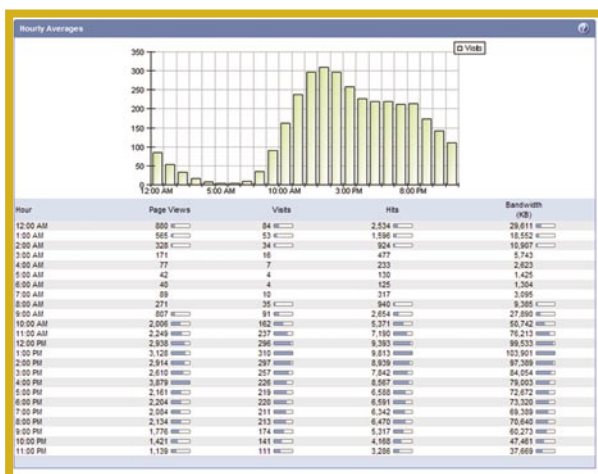 Hourly Averages
?
Visits
350
300
250
200
150
100
50
0
12:00 AM 5:00 AM 10:00 AM 3:00 PM 8:00 PM
Hour Page Views Visits Hits Bandwidth (KB)
12:00 AM 880 84 2,534 29,611
1:00 AM 565 53 1,596 18,552
2:00 AM 328 34 924 10,907
3:00 AM 171 16 477 5,743
4:00 AM 77 7 233 2,623
5:00 AM 42 4 130 1,425
6:00 AM 40 4 125 1,304
7:00 AM 89 10 317 3,095
8:00 AM 271 35 940 9,385
9:00 AM 807 91 2,654 27,890
10:00 AM 2,006 162 5,371 50,742
11:00 AM 2,249 237 7,190 76,213
12:00 PM 2,938 296 9,393 99,533
1:00 PM 3,128 310 9,813 103,901
2:00 PM 2,914 297 8,939 97,389
3:00 PM 2,610 257 7,842 84,054
4:00 PM 3,879 226 8,567 79,003
5:00 PM 2,161 219 6,588 72,672
6:00 PM 2,204 220 6,591 73,320
7:00 PM 2,084 211 6,342 69,389
8:00 PM 2,134 213 6,470 70,640
9:00 PM 1,776 174 5,317 60,273
10:00 PM 1,421 141 4,168 47,461
11:00 PM 1,139 111 3,286 37,669